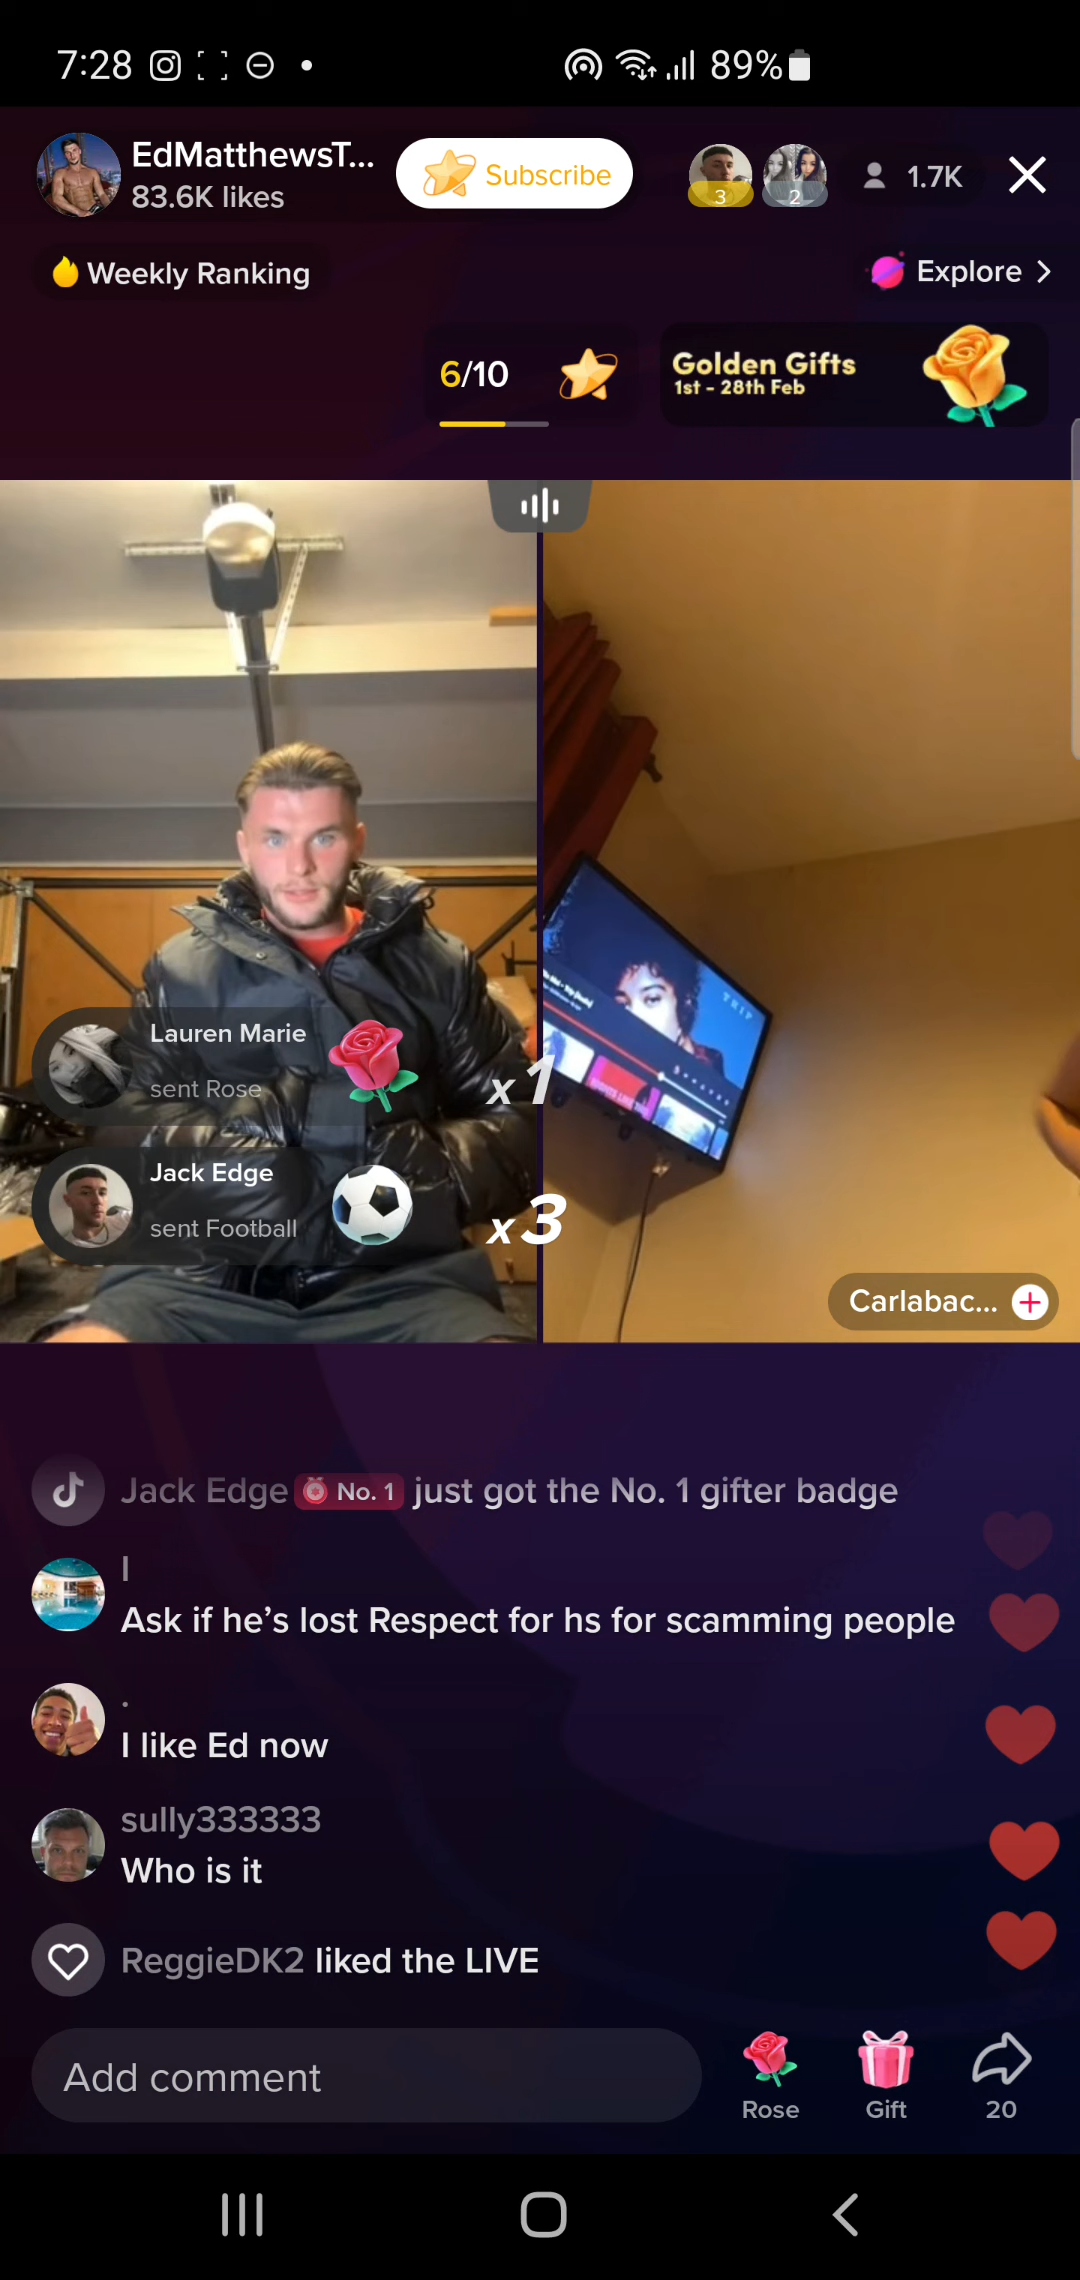 7:28
89%
EdMatthewsT...
83.6K likes
Subscribe
3
2
1.7K
Weekly Ranking
Explore
6/10
Golden Gifts
1st - 28th Feb
TRIP
Lauren Marie
sent Rose
x1
Jack Edge
sent Football
x3
Carlabac...
Jack Edge No. 1 just got the No. 1 gifter badge
l
Ask if he’s lost Respect for hs for scamming people
.
I like Ed now
sully333333
Who is it
ReggieDK2 liked the LIVE
Add comment
Rose
Gift
20